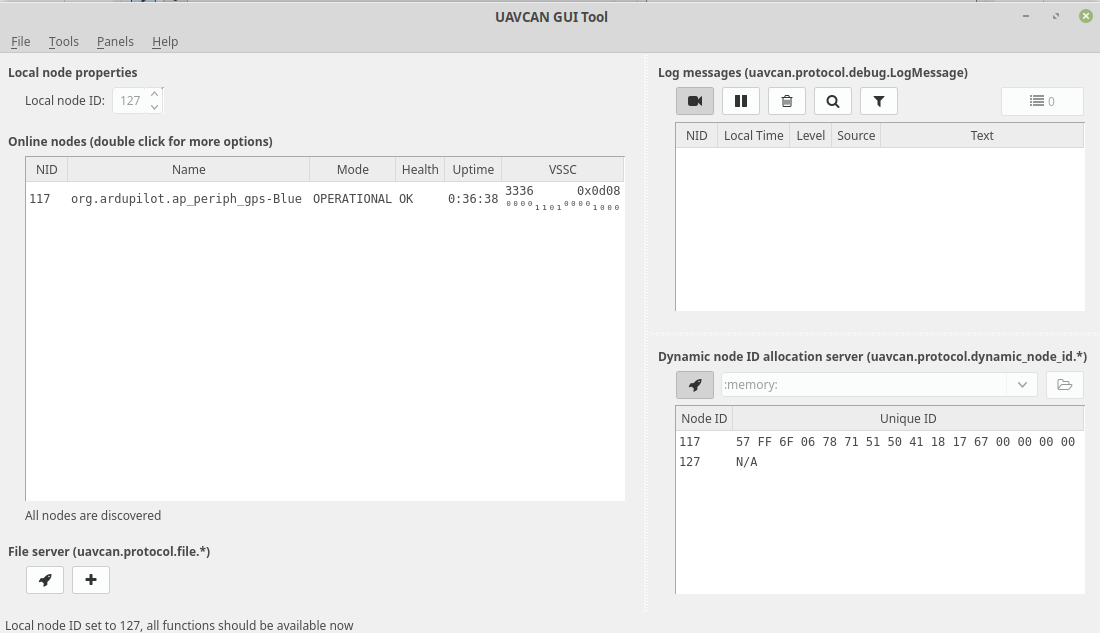 UAVCAN GUI Tool
File Tools Panels Help
Local node properties
Local node ID: 127
Online nodes (double click for more options)
NID Name Mode Health Uptime VSSC
117 org.ardupilot.ap_periph_gps-Blue OPERATIONAL OK 0:36:38 3336 0x0d08
⁰⁰⁰⁰₁₁₀₁⁰⁰⁰⁰₁₀₀₀
All nodes are discovered
File server (uavcan.protocol.file.*)
Local node ID set to 127, all functions should be available now
Log messages (uavcan.protocol.debug.LogMessage)
0
NID Local Time Level Source Text
Dynamic node ID allocation server (uavcan.protocol.dynamic_node_id.*)
:memory:
Node ID Unique ID
117 57 FF 6F 06 78 71 51 50 41 18 17 67 00 00 00 00
127 N/A